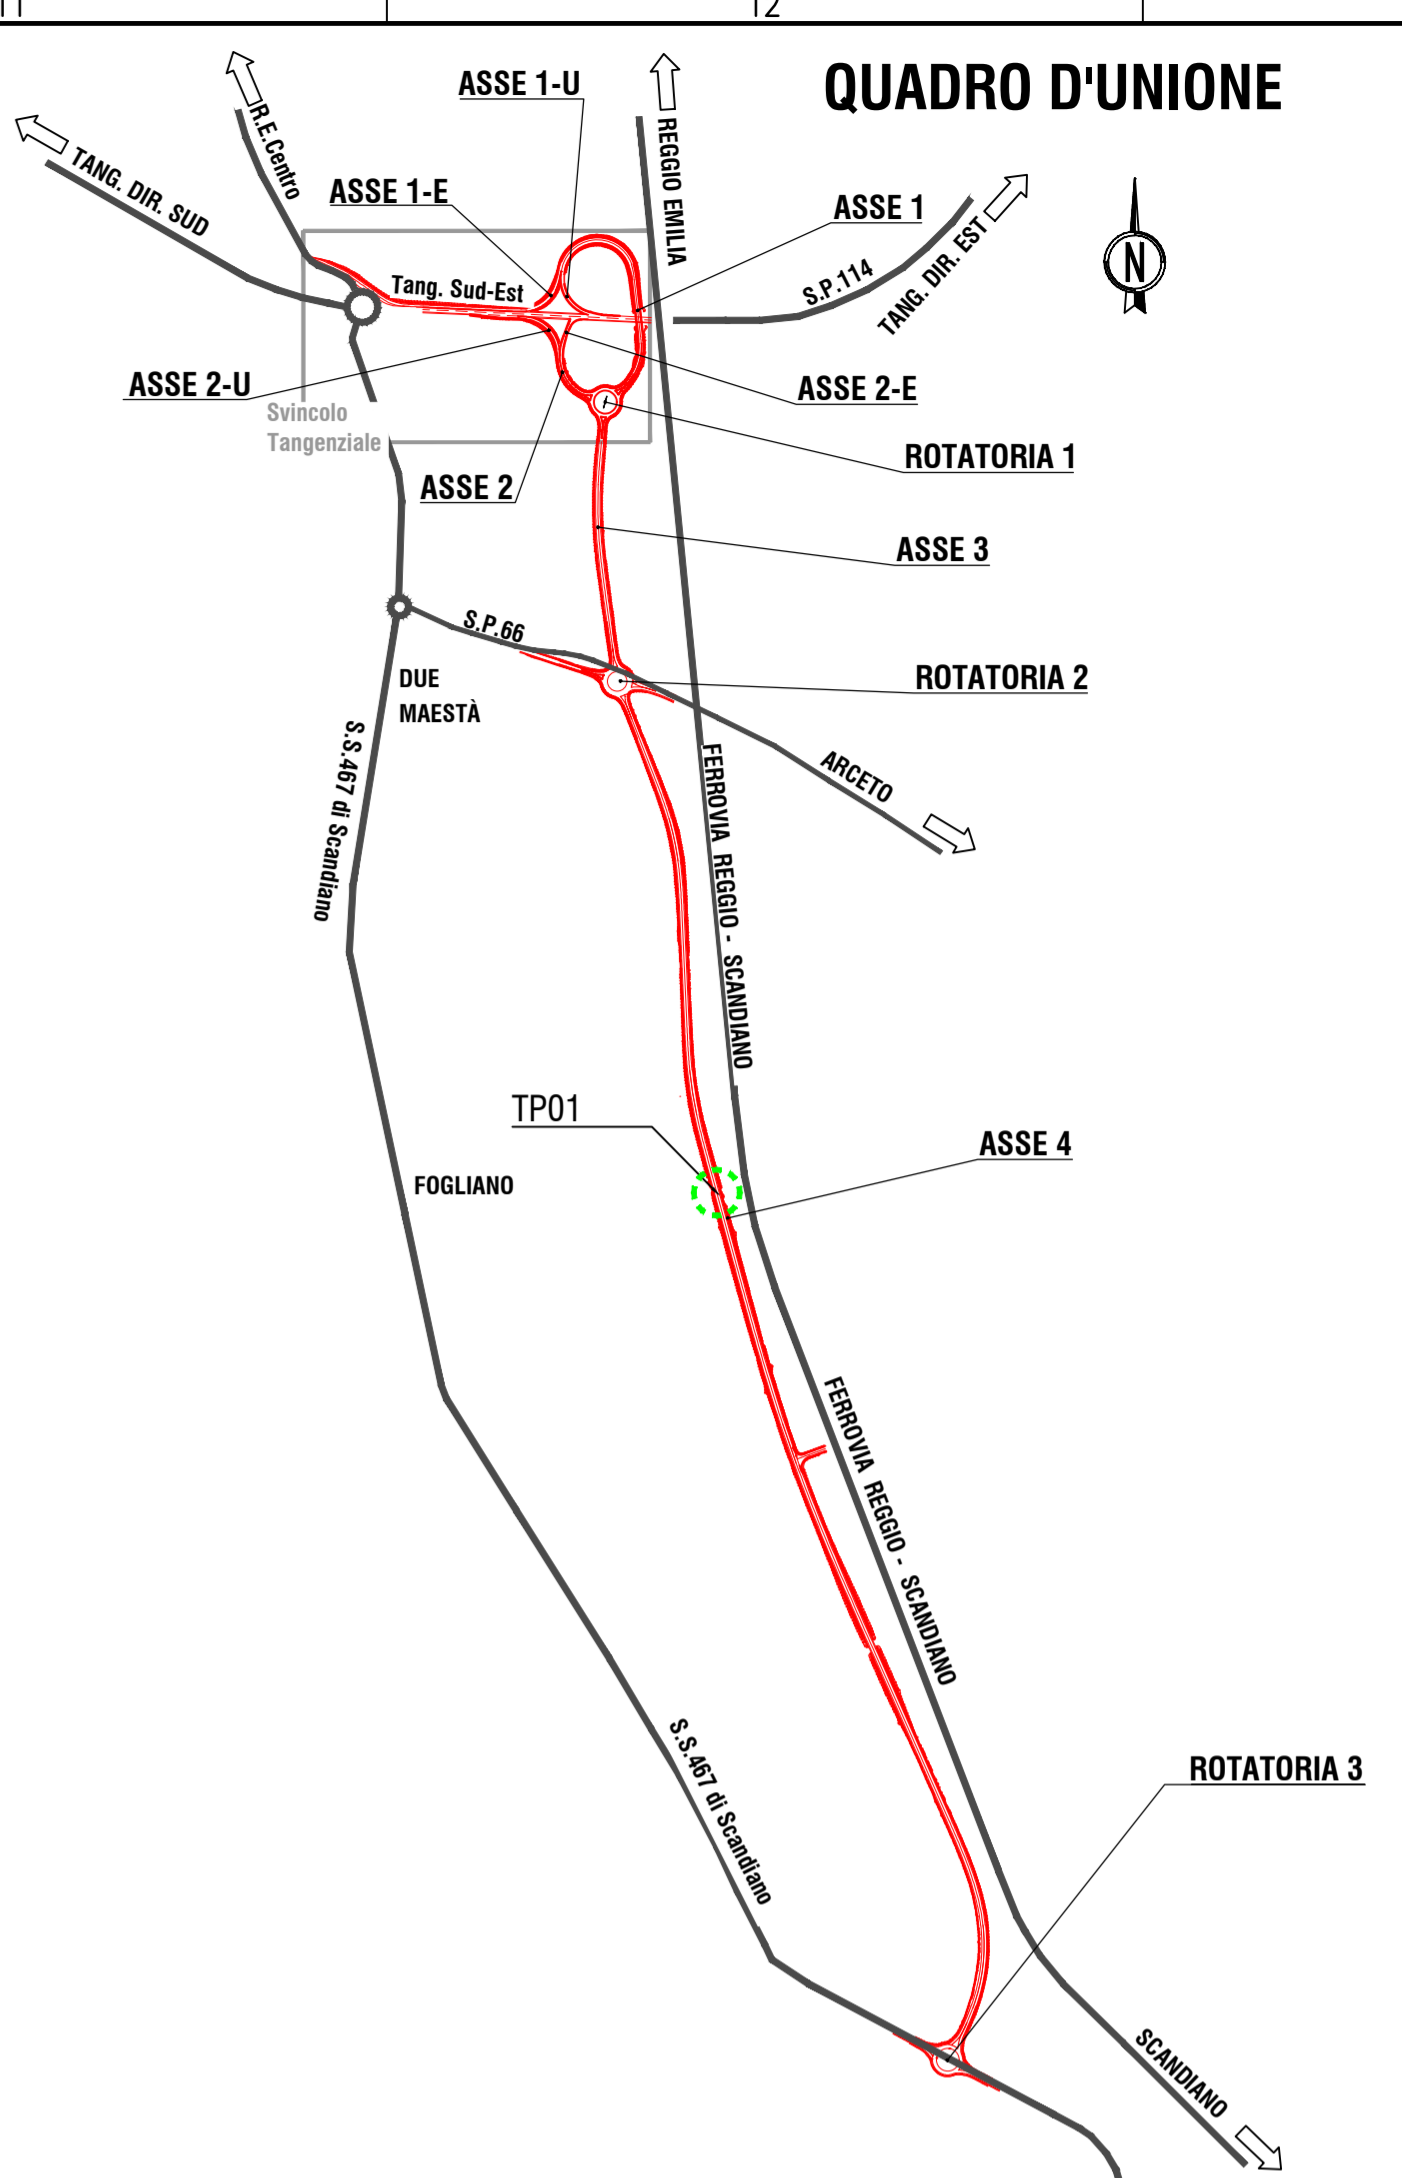 11
12
QUADRO D'UNIONE
ASSE 1-U
R.E.Centro
REGGIO EMILIA
TANG. DIR. SUD
ASSE 1-E
ASSE 1
TANG. DIR. EST
S.P.114
N
Tang. Sud-Est
ASSE 2-U
ASSE 2-E
Svincolo
Tangenziale
ROTATORIA 1
ASSE 2
ASSE 3
S.P.66
DUE
MAESTÀ
ROTATORIA 2
S.S.467 di Scandiano
FERROVIA REGGIO - SCANDIANO
ARCETO
TP01
ASSE 4
FOGLIANO
FERROVIA REGGIO - SCANDIANO
S.S.467 di Scandiano
ROTATORIA 3
SCANDIANO